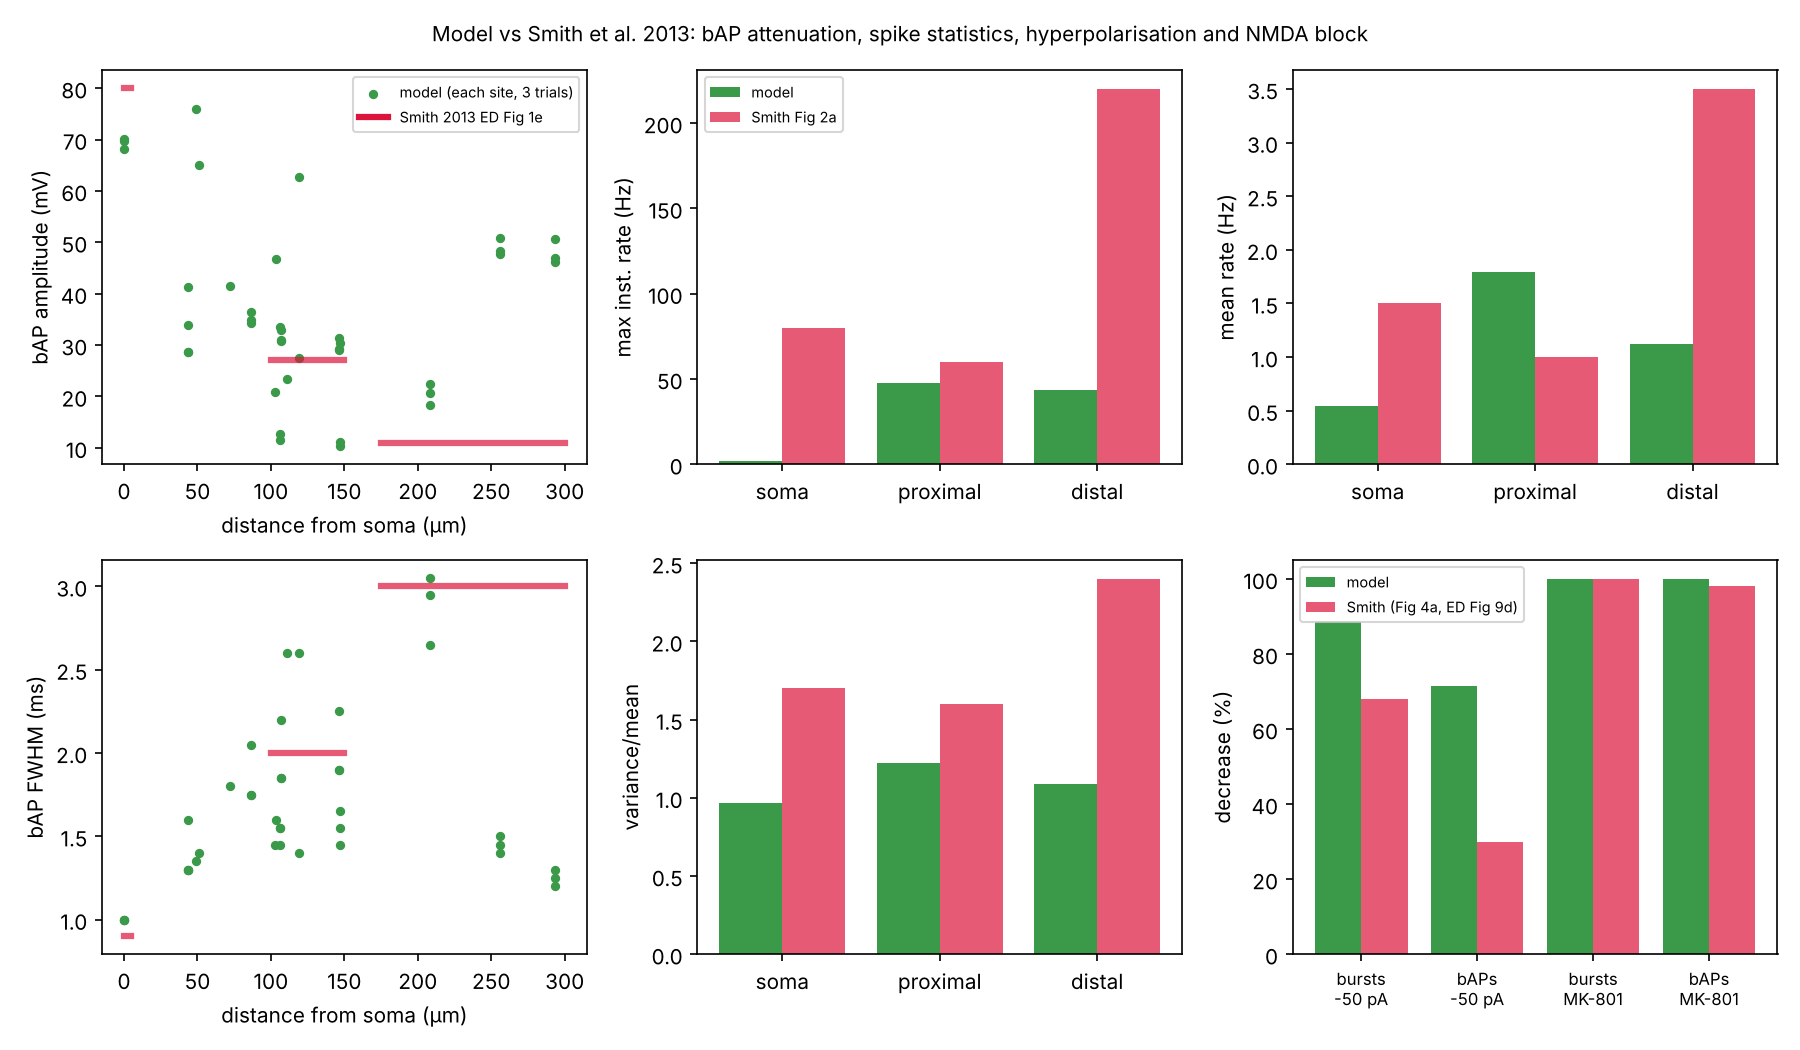 Model vs Smith et al. 2013: bAP attenuation, spike statistics, hyperpolarisation and NMDA block
bAP amplitude (mV)
80
70
60
50
40
30
20
10
model (each site, 3 trials)
Smith 2013 ED Fig 1e
0 50 100 150 200 250 300
distance from soma (µm)
max inst. rate (Hz)
200
150
100
50
0
model
Smith Fig 2a
soma proximal distal
mean rate (Hz)
3.5
3.0
2.5
2.0
1.5
1.0
0.5
0.0
soma proximal distal
bAP FWHM (ms)
3.0
2.5
2.0
1.5
1.0
0 50 100 150 200 250 300
distance from soma (µm)
variance/mean
2.5
2.0
1.5
1.0
0.5
0.0
soma proximal distal
decrease (%)
100
80
60
40
20
0
model
Smith (Fig 4a, ED Fig 9d)
bursts bAPs bursts bAPs
-50 pA -50 pA MK-801 MK-801